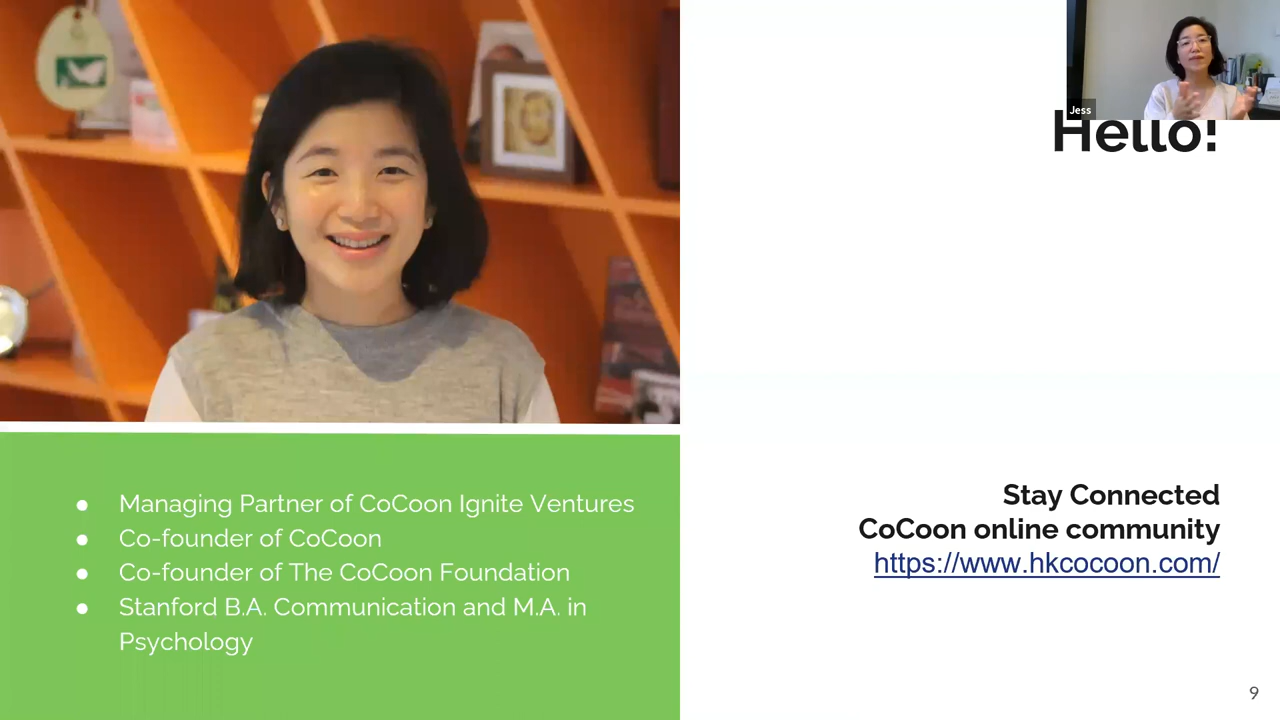 Jess
Hello!
Managing Partner of CoCoon Ignite Ventures
Co-founder of CoCoon
Co-founder of The CoCoon Foundation
Stanford B.A. Communication and M.A. in
Psychology
Stay Connected
CoCoon online community
https://www.hkcocoon.com/
9